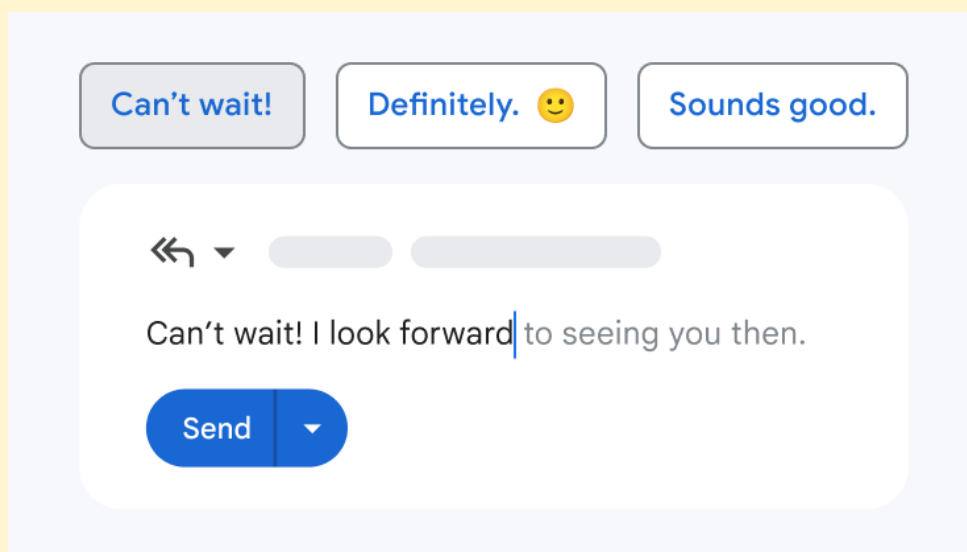 Can’t wait!
Definitely. 🙂
Sounds good.
Can’t wait! I look forward to seeing you then.
Send